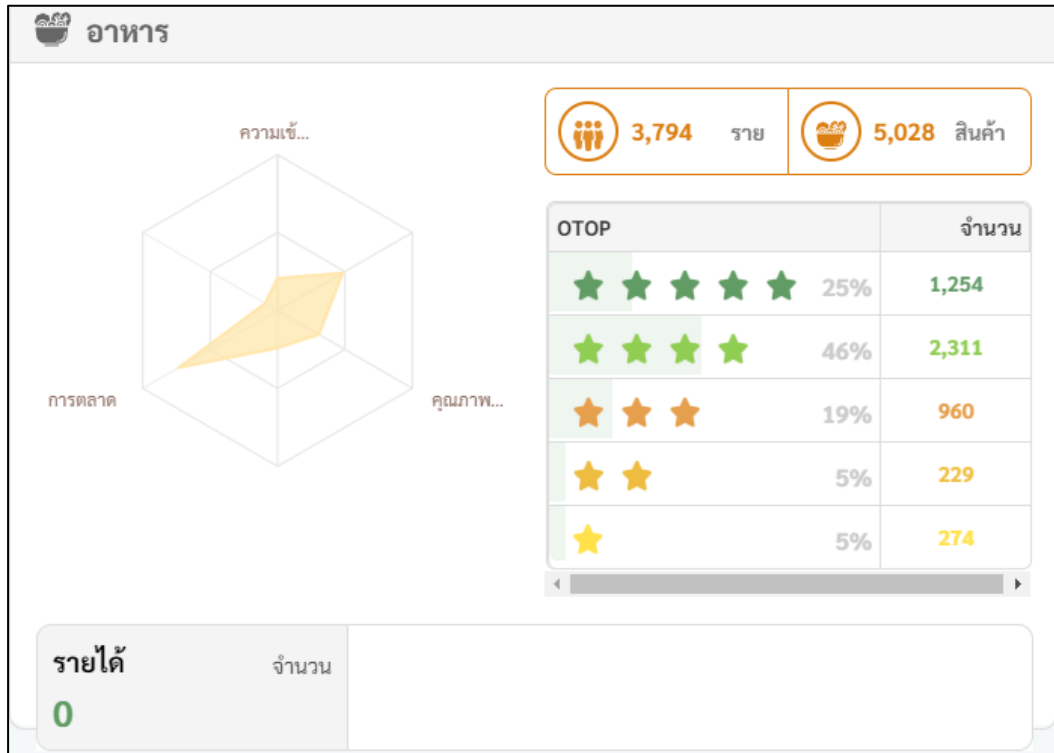 อาหาร
ความเข้...
การตลาด
คุณภาพ...
3,794 ราย
5,028 สินค้า
OTOP จำนวน
25% 1,254
46% 2,311
19% 960
5% 229
5% 274
รายได้ จำนวน
0